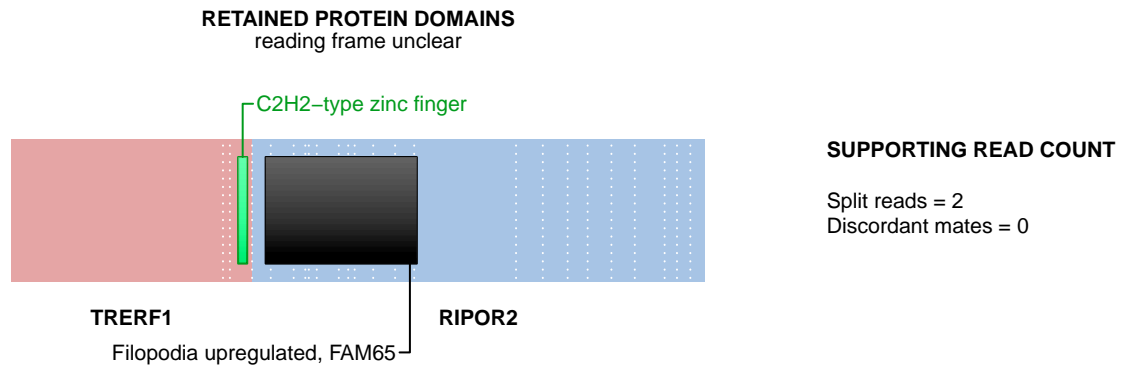 RETAINED PROTEIN DOMAINS
reading frame unclear
C2H2−type zinc finger
SUPPORTING READ COUNT
Split reads = 2
Discordant mates = 0
TRERF1
RIPOR2
Filopodia upregulated, FAM65